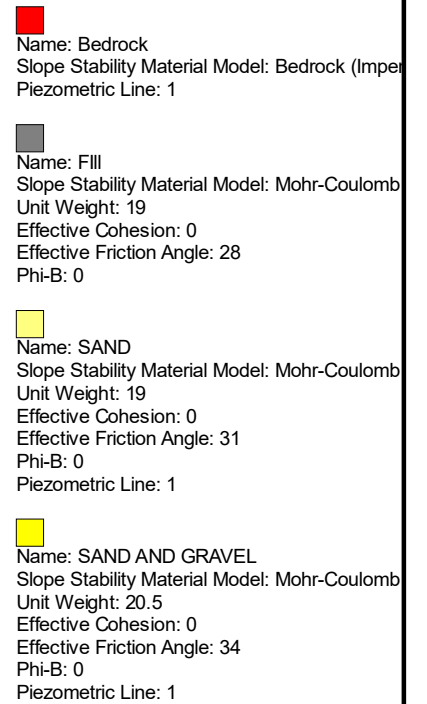 Name: Bedrock
Slope Stability Material Model: Bedrock (Imper
Piezometric Line: 1
Name: FIll
Slope Stability Material Model: Mohr-Coulomb
Unit Weight: 19
Effective Cohesion: 0
Effective Friction Angle: 28
Phi-B: 0
Name: SAND
Slope Stability Material Model: Mohr-Coulomb
Unit Weight: 19
Effective Cohesion: 0
Effective Friction Angle: 31
Phi-B: 0
Piezometric Line: 1
Name: SAND AND GRAVEL
Slope Stability Material Model: Mohr-Coulomb
Unit Weight: 20.5
Effective Cohesion: 0
Effective Friction Angle: 34
Phi-B: 0
Piezometric Line: 1